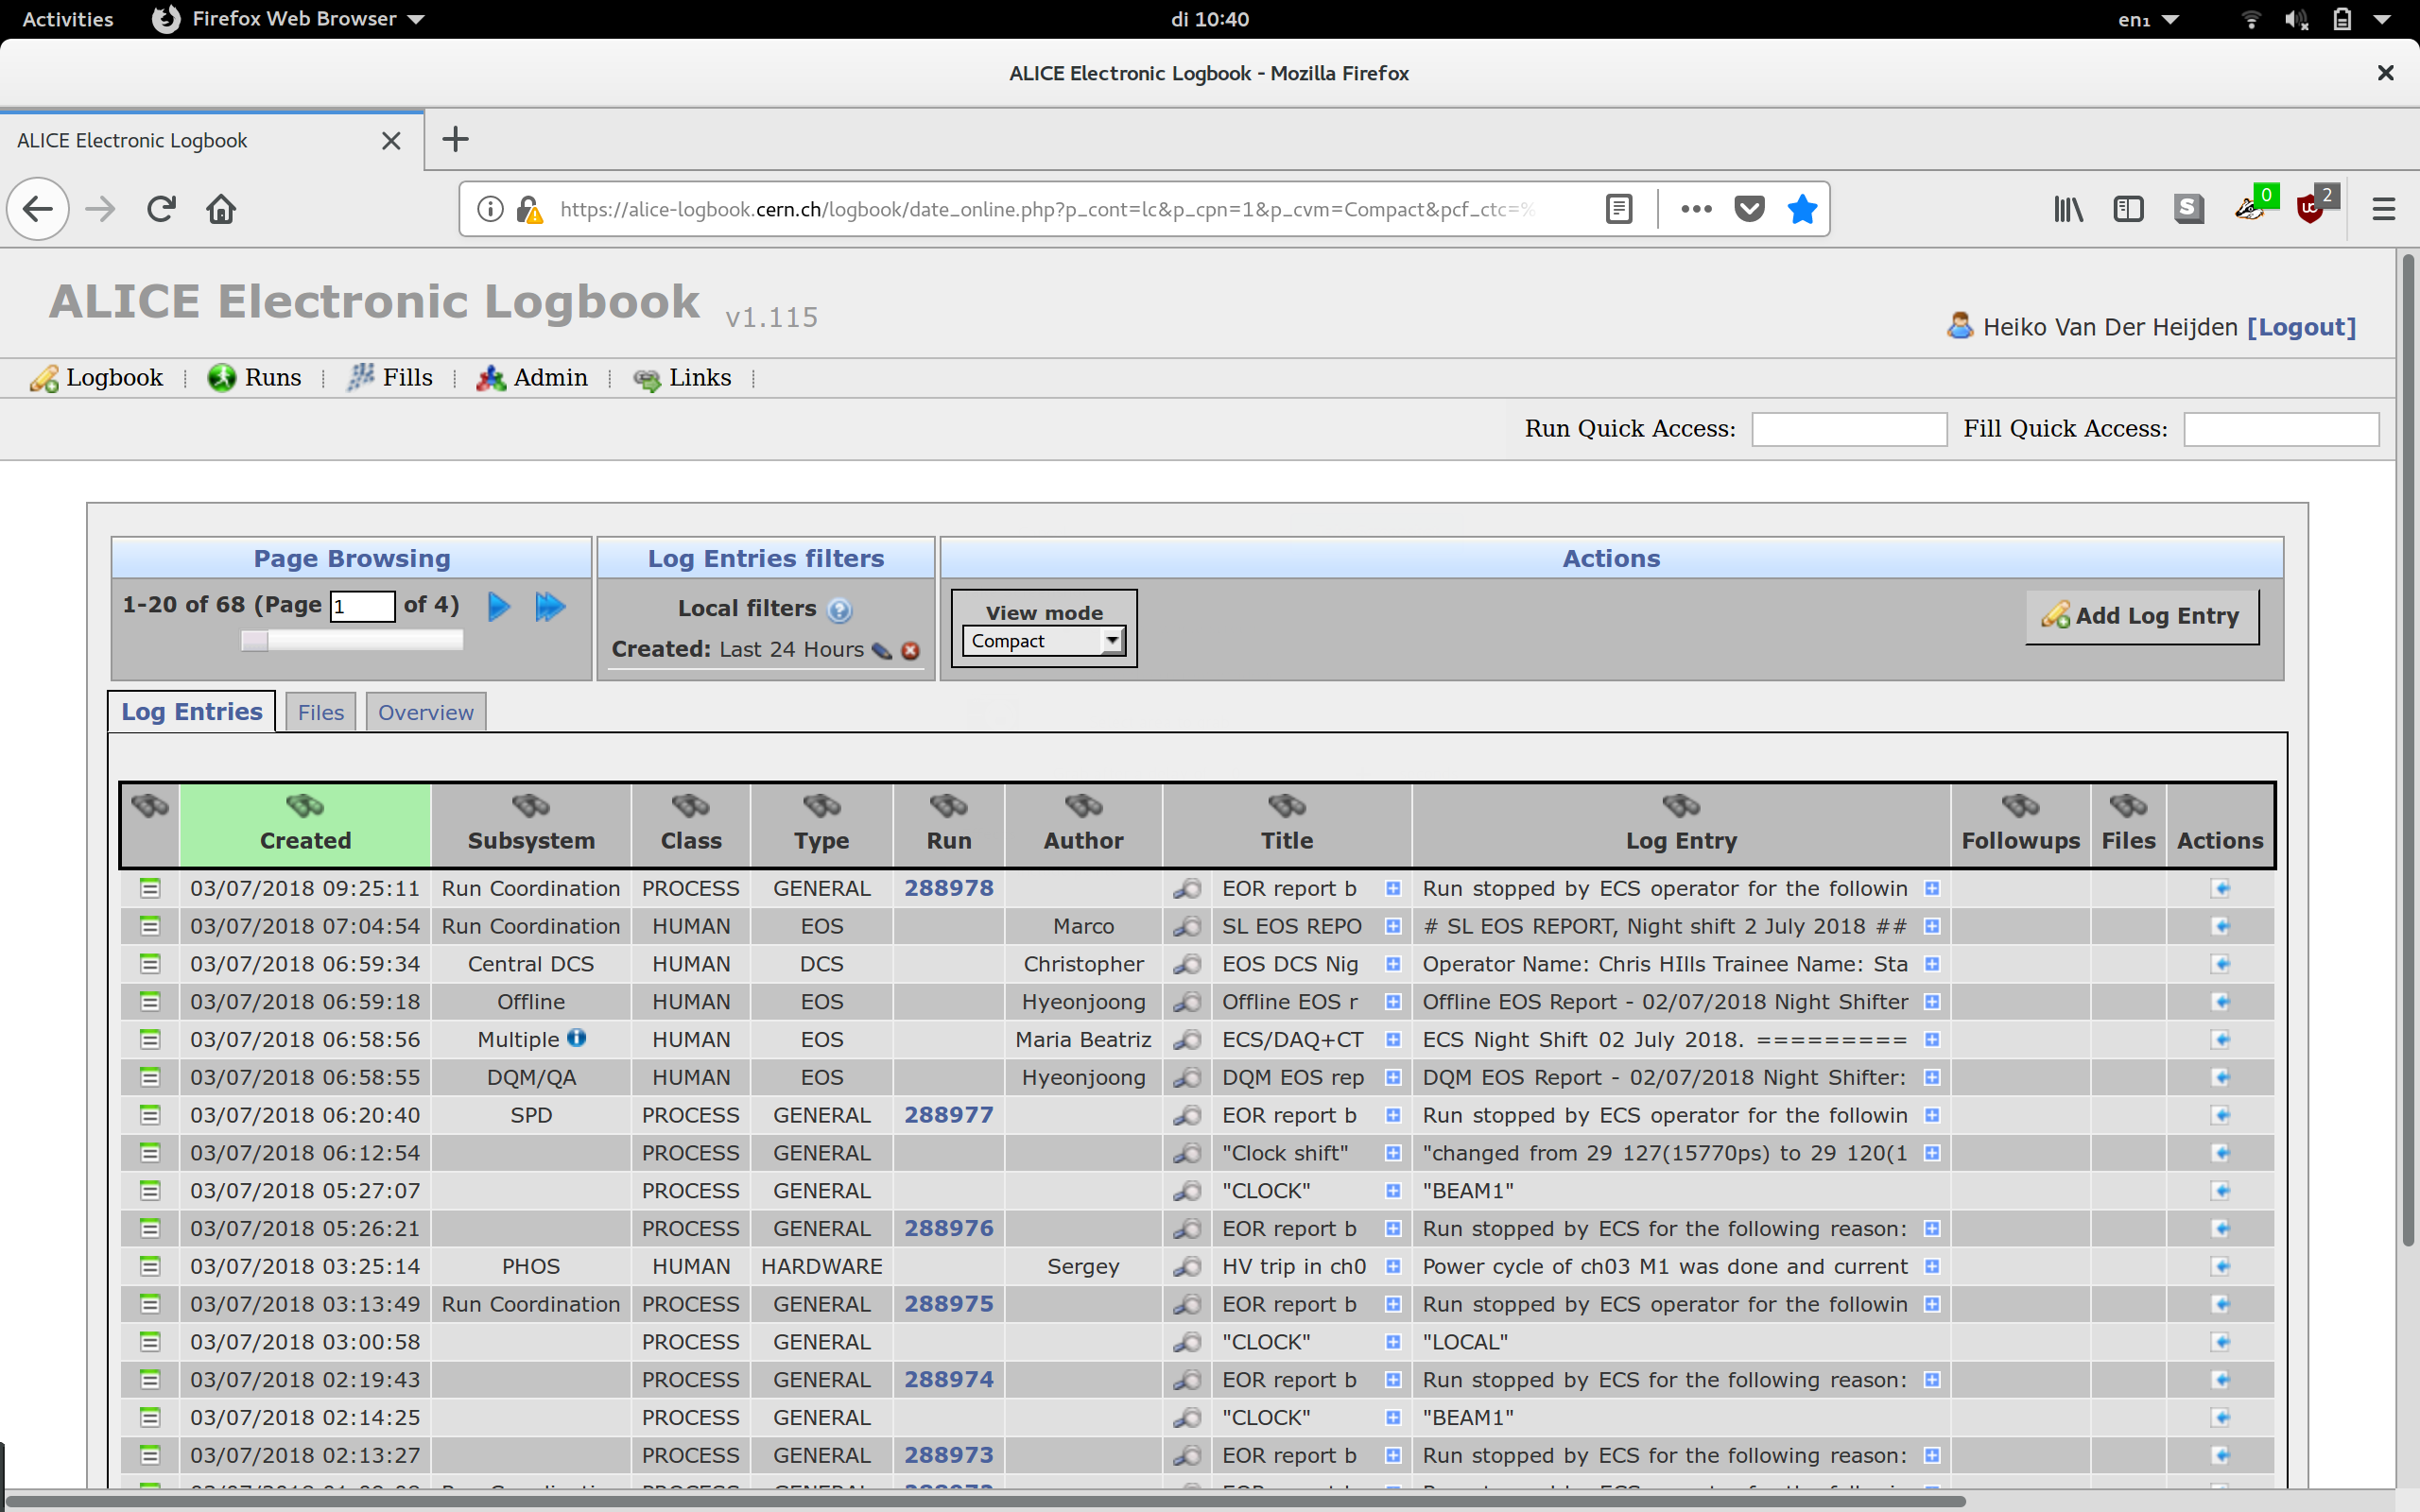 Activities Firefox Web Browser di 10:40 en₁
ALICE Electronic Logbook - Mozilla Firefox
ALICE Electronic Logbook
https://alice-logbook.cern.ch/logbook/date_online.php?p_cont=lc&p_cpn=1&p_cvm=Compact&pcf_ctc=% S 0 2
ALICE Electronic Logbook v1.115
Heiko Van Der Heijden [Logout]
Logbook Runs Fills Admin Links
Run Quick Access: Fill Quick Access:
Page Browsing Log Entries filters Actions
1-20 of 68 (Page 1 of 4) Local filters View mode Add Log Entry
Created: Last 24 Hours Compact
Log Entries Files Overview
Created Subsystem Class Type Run Author Title Log Entry Followups Files Actions
03/07/2018 09:25:11 Run Coordination PROCESS GENERAL 288978 EOR report b Run stopped by ECS operator for the followin
03/07/2018 07:04:54 Run Coordination HUMAN EOS Marco SL EOS REPO # SL EOS REPORT, Night shift 2 July 2018 ##
03/07/2018 06:59:34 Central DCS HUMAN DCS Christopher EOS DCS Nig Operator Name: Chris HIlls Trainee Name: Sta
03/07/2018 06:59:18 Offline HUMAN EOS Hyeonjoong Offline EOS r Offline EOS Report - 02/07/2018 Night Shifter
03/07/2018 06:58:56 Multiple HUMAN EOS Maria Beatriz ECS/DAQ+CT ECS Night Shift 02 July 2018. =========
03/07/2018 06:58:55 DQM/QA HUMAN EOS Hyeonjoong DQM EOS rep DQM EOS Report - 02/07/2018 Night Shifter:
03/07/2018 06:20:40 SPD PROCESS GENERAL 288977 EOR report b Run stopped by ECS operator for the followin
03/07/2018 06:12:54 PROCESS GENERAL "Clock shift" "changed from 29 127(15770ps) to 29 120(1
03/07/2018 05:27:07 PROCESS GENERAL "CLOCK" "BEAM1"
03/07/2018 05:26:21 PROCESS GENERAL 288976 EOR report b Run stopped by ECS for the following reason:
03/07/2018 03:25:14 PHOS HUMAN HARDWARE Sergey HV trip in ch0 Power cycle of ch03 M1 was done and current
03/07/2018 03:13:49 Run Coordination PROCESS GENERAL 288975 EOR report b Run stopped by ECS operator for the followin
03/07/2018 03:00:58 PROCESS GENERAL "CLOCK" "LOCAL"
03/07/2018 02:19:43 PROCESS GENERAL 288974 EOR report b Run stopped by ECS for the following reason:
03/07/2018 02:14:25 PROCESS GENERAL "CLOCK" "BEAM1"
03/07/2018 02:13:27 PROCESS GENERAL 288973 EOR report b Run stopped by ECS for the following reason: